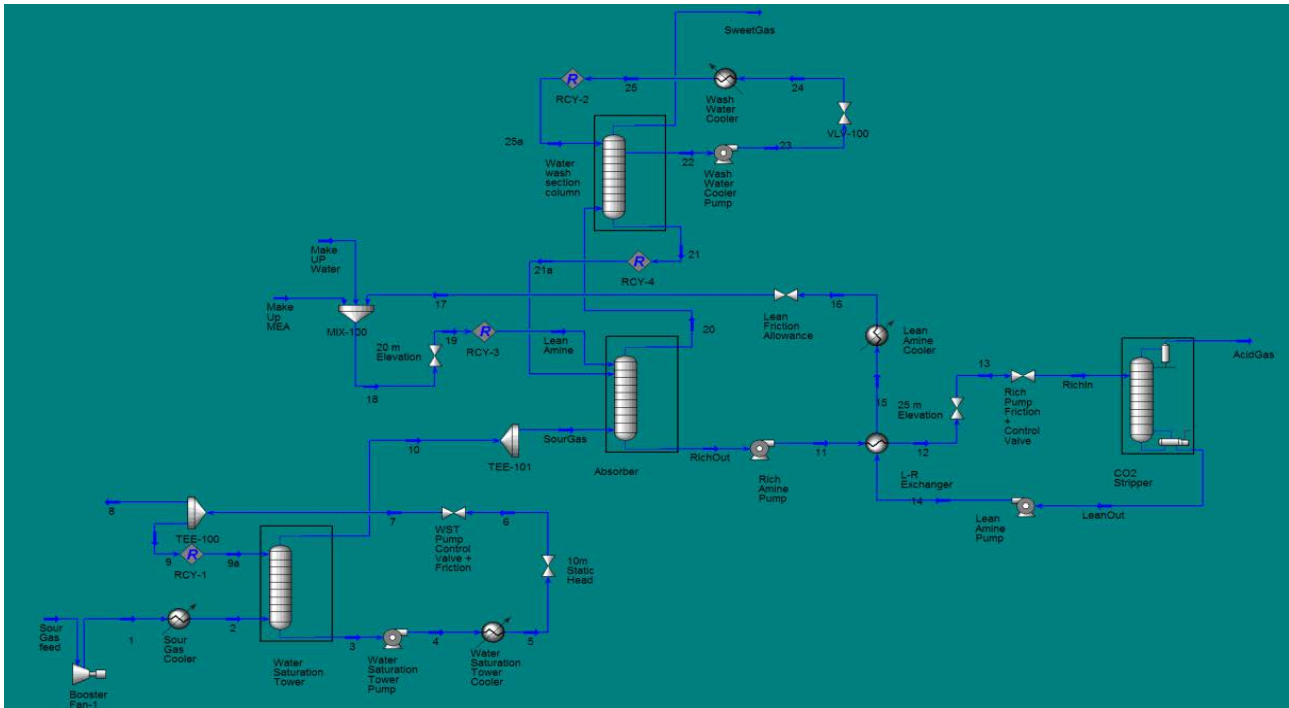 SweetGas
RCY-2
25
Wash
Water
Cooler
24
VLV-100
25a
Water
wash
section
column
22
Wash
Water
Cooler
Pump
23
21
21a
RCY-4
Make
UP
Water
Make
Up
MEA
MIX-100
17
Lean
Friction
Allowance
16
20
20 m
Elevation
19
RCY-3
Lean
Amine
Lean
Amine
Cooler
18
13
AcidGas
Rich
Pump
Friction
+
Control
Valve
RichIn
15
25 m
Elevation
10
TEE-101
SourGas
Absorber
RichOut
Rich
Amine
Pump
11
12
L-R
Exchanger
14
CO2
Stripper
Lean
Amine
Pump
LeanOut
8
TEE-100
7
WST
Pump
Control
Valve +
Friction
6
9
RCY-1
9a
10m
Static
Head
Sour
Gas
feed
1
Sour
Gas
Cooler
2
Water
Saturation
Tower
3
Water
Saturation
Tower
Pump
4
Water
Saturation
Tower
Cooler
5
Booster
Fan-1